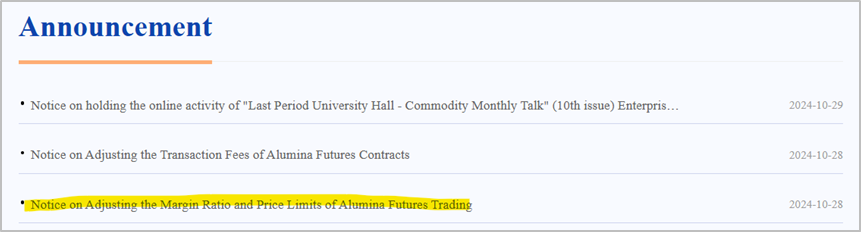 Announcement
Notice on holding the online activity of "Last Period University Hall - Commodity Monthly Talk" (10th issue) Enterpris… 2024-10-29
Notice on Adjusting the Transaction Fees of Alumina Futures Contracts 2024-10-28
Notice on Adjusting the Margin Ratio and Price Limits of Alumina Futures Trading 2024-10-28